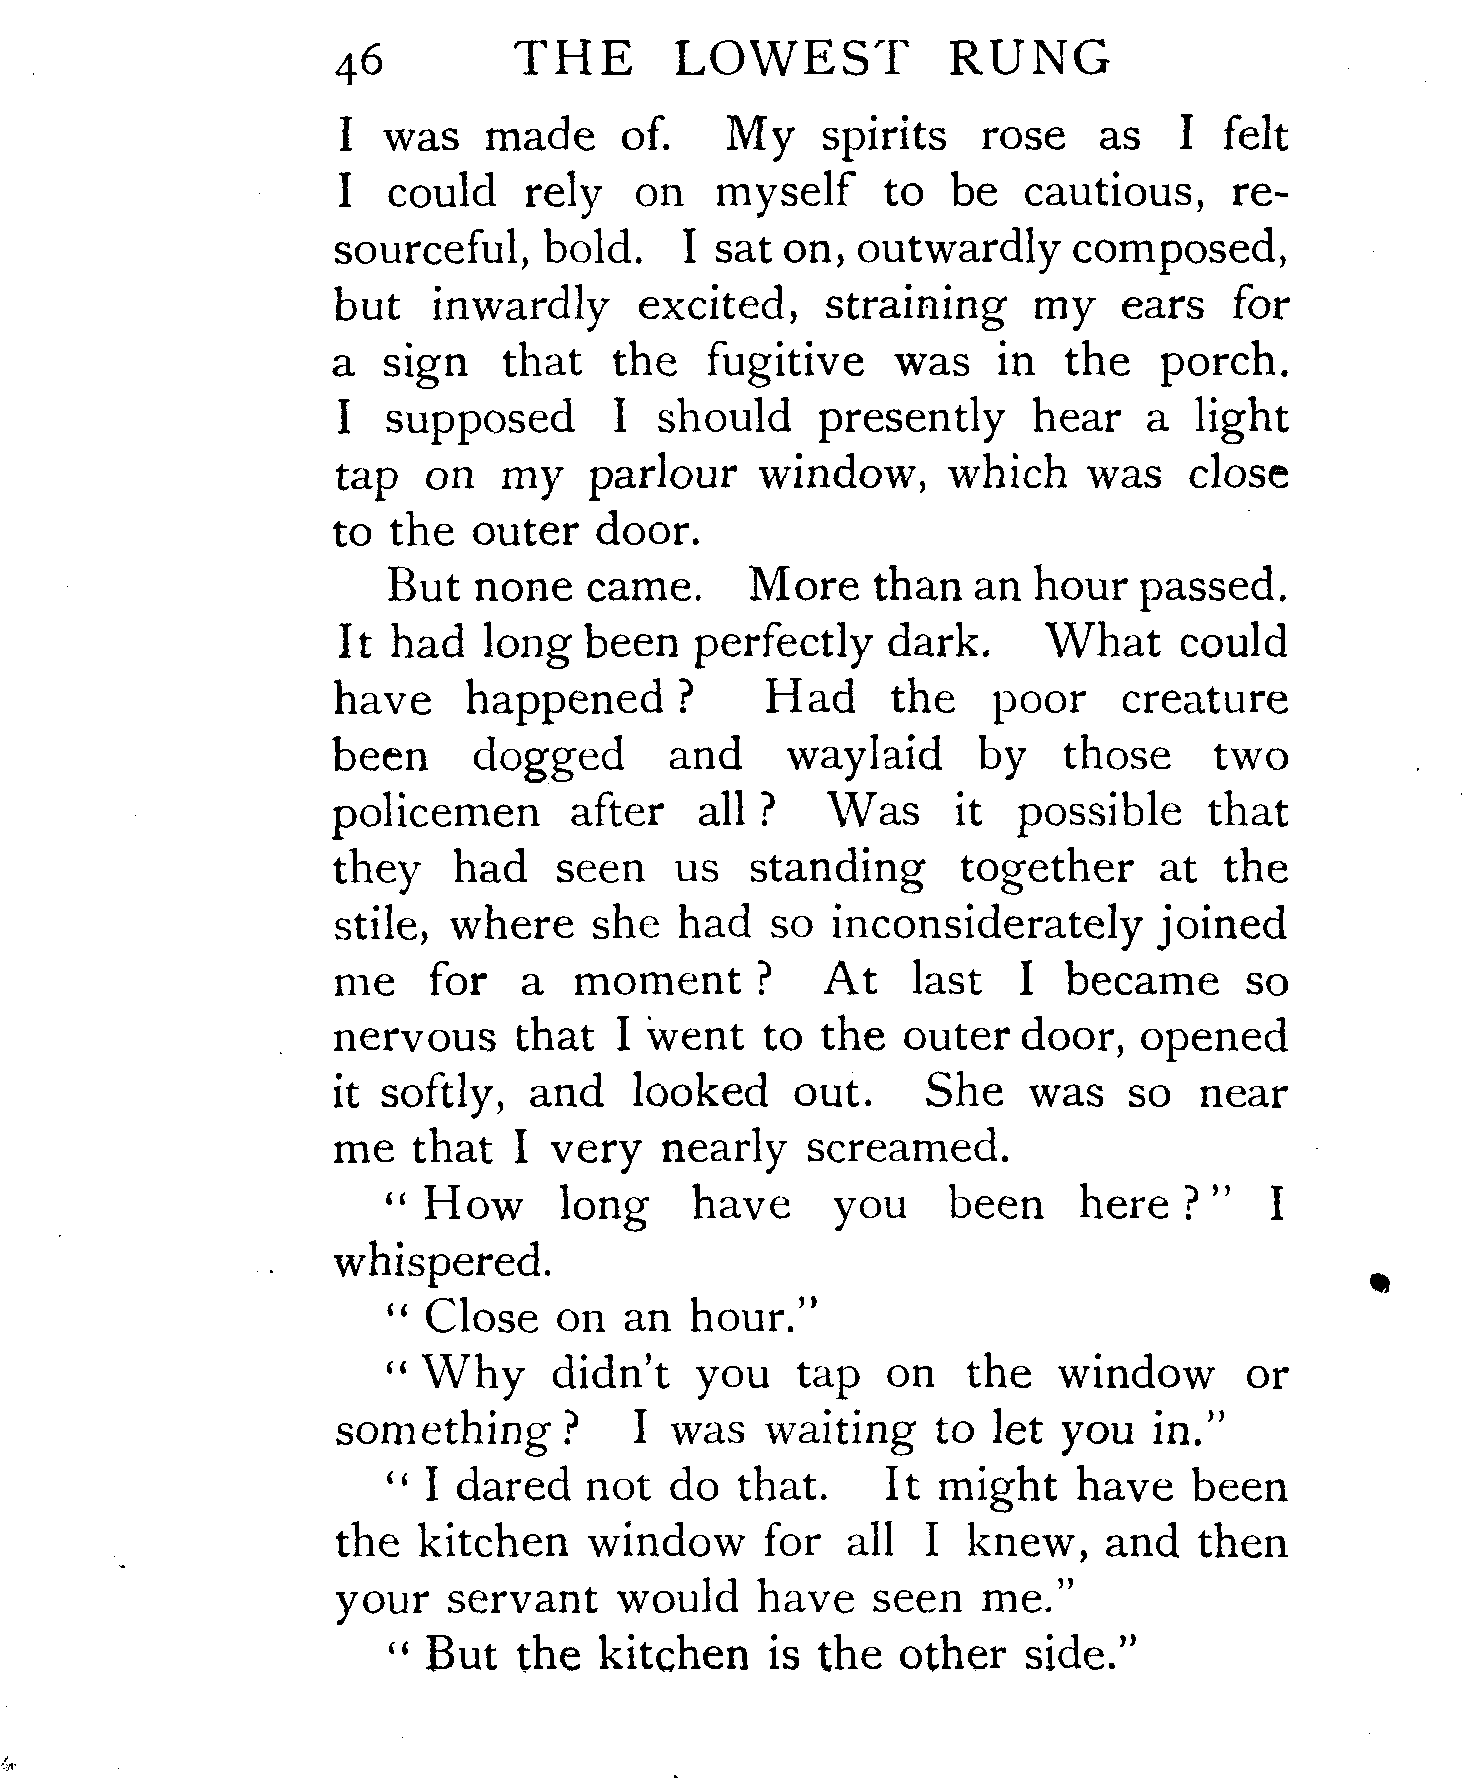 46 THE LOWEST RUNG
I was made of. My spirits rose as I felt
I could rely on myself to be cautious, re-
sourceful, bold. I sat on, outwardly composed,
but inwardly excited, straining my ears for
a sign that the fugitive was in the porch.
I supposed I should presently hear a light
tap on my parlour window, which was close
to the outer door.
But none came. More than an hour passed.
It had long been perfectly dark. What could
have happened? Had the poor creature
been dogged and waylaid by those two
policemen after all? Was it possible that
they had seen us standing together at the
stile, where she had so inconsiderately joined
me for a moment? At last I became so
nervous that I went to the outer door, opened
it softly, and looked out. She was so near
me that I very nearly screamed.
"How long have you been here?" I
whispered.
"Close on an hour."
"Why didn't you tap on the window or
something? I was waiting to let you in."
"I dared not do that. It might have been
the kitchen window for all I knew, and then
your servant would have seen me."
"But the kitchen is the other side."